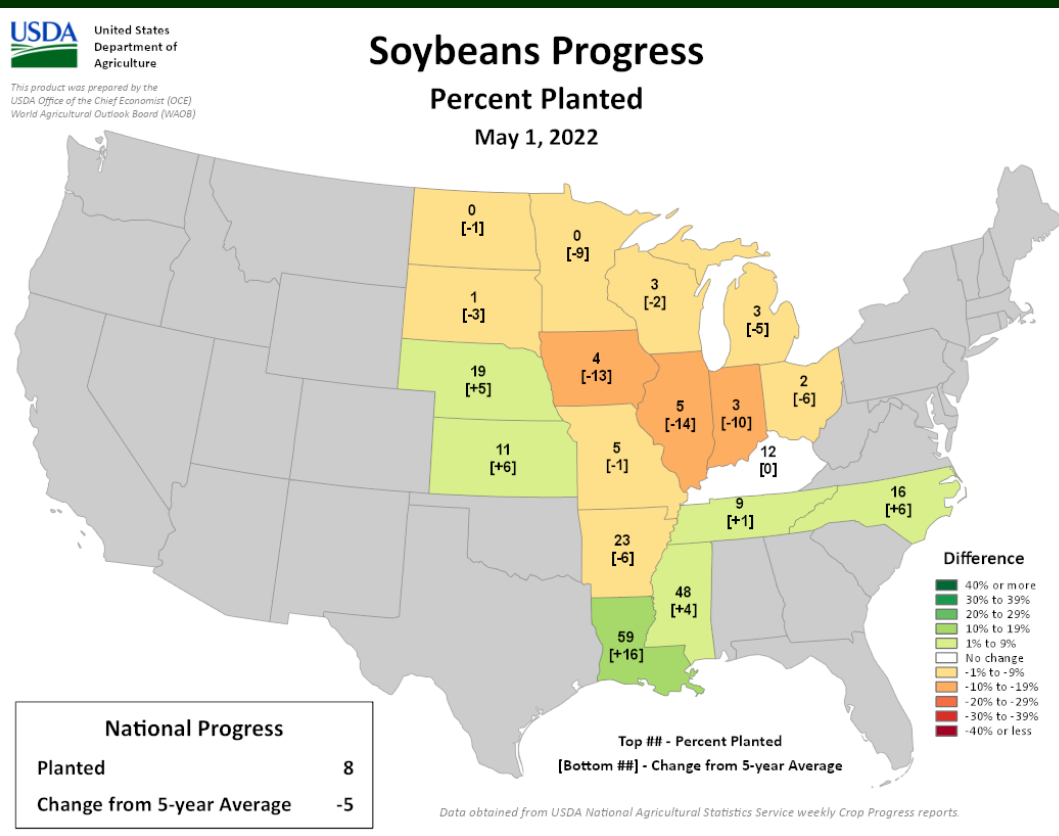 USDA
United States
Department of
Agriculture
This product was prepared by the
USDA Office of the Chief Economist (OCE)
World Agricultural Outlook Board (WAOB)
Soybeans Progress
Percent Planted
May 1, 2022
0
[-1]
0
[-9]
1
[-3]
3
[-2]
3
[-5]
19
[+5]
4
[-13]
5
[-14]
3
[-10]
2
[-6]
11
[+6]
5
[-1]
12
[0]
9
[+1]
16
[+6]
23
[-6]
48
[+4]
59
[+16]
Difference
40% or more
30% to 39%
20% to 29%
10% to 19%
1% to 9%
No change
-1% to -9%
-10% to -19%
-20% to -29%
-30% to -39%
-40% or less
National Progress
Planted 8
Change from 5-year Average -5
Top ## - Percent Planted
[Bottom ##] - Change from 5-year Average
Data obtained from USDA National Agricultural Statistics Service weekly Crop Progress reports.